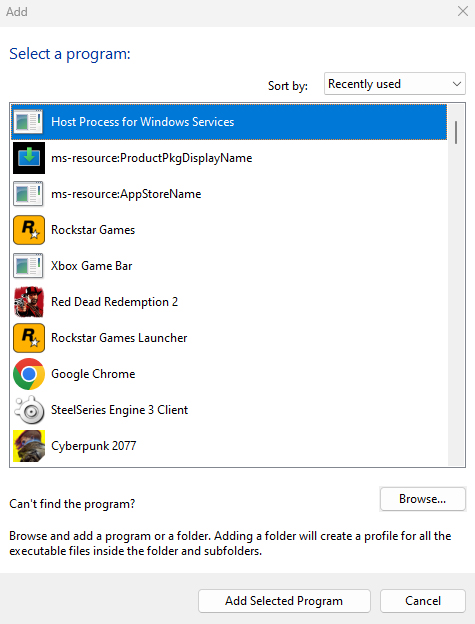 Add
Select a program:
Sort by:
Recently used
Host Process for Windows Services
ms-resource:ProductPkgDisplayName
ms-resource:AppStoreName
Rockstar Games
Xbox Game Bar
Red Dead Redemption 2
Rockstar Games Launcher
Google Chrome
SteelSeries Engine 3 Client
Cyberpunk 2077
Can't find the program?
Browse...
Browse and add a program or a folder. Adding a folder will create a profile for all the
executable files inside the folder and subfolders.
Add Selected Program
Cancel